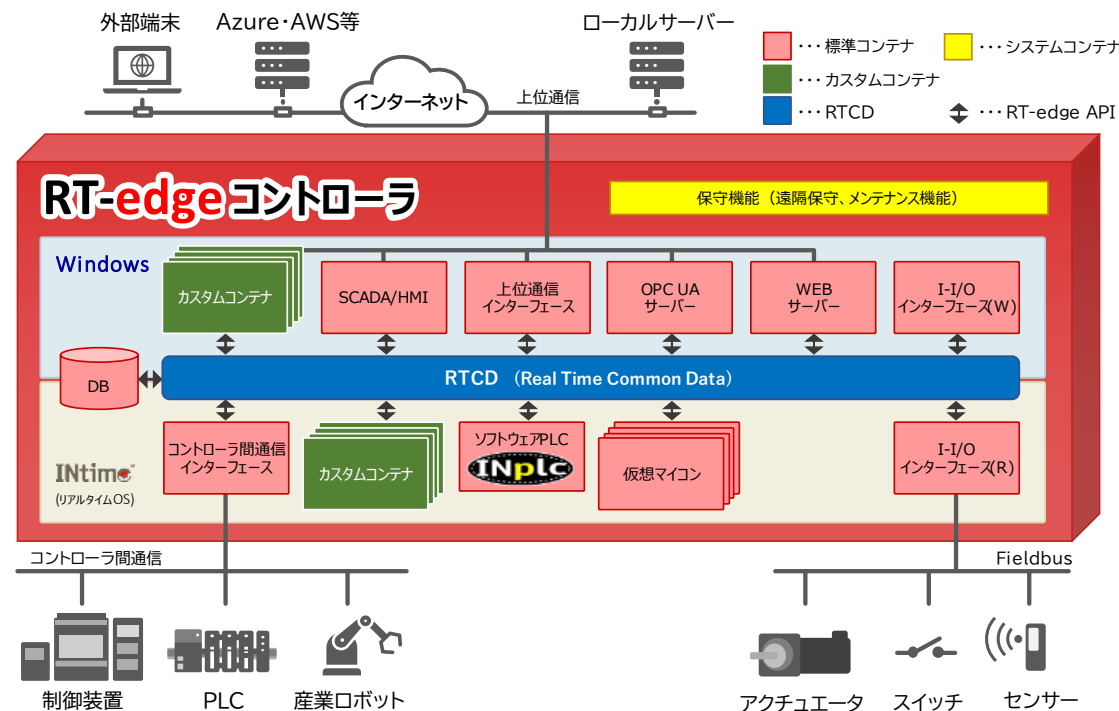 外部端末
Azure・AWS等
ローカルサーバー
インターネット
上位通信
・・・標準コンテナ
・・・システムコンテナ
・・・カスタムコンテナ
・・・RTCD
・・・RT-edge API
RT-edgeコントローラ
保守機能（遠隔保守、メンテナンス機能）
Windows
カスタムコンテナ
SCADA/HMI
上位通信
インターフェース
OPC UA
サーバー
WEB
サーバー
I-I/O
インターフェース(W)
DB
RTCD （Real Time Common Data）
INtime
(リアルタイムOS)
コントローラ間通信
インターフェース
カスタムコンテナ
ソフトウェアPLC
INplc
仮想マイコン
I-I/O
インターフェース(R)
コントローラ間通信
Fieldbus
制御装置
PLC
産業ロボット
アクチュエータ
スイッチ
センサー